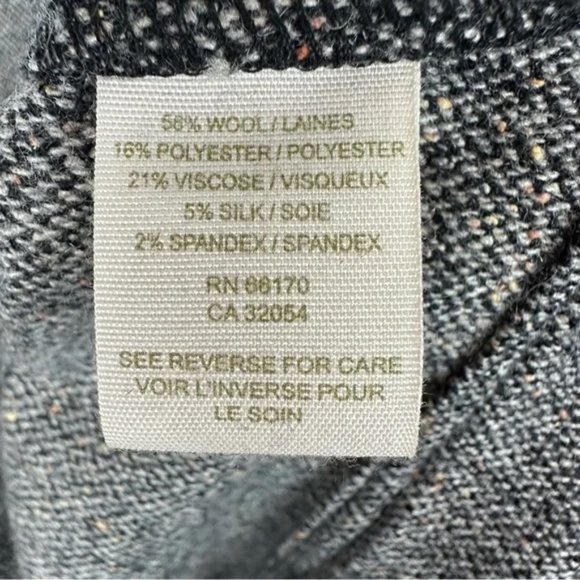 56% WOOL / LAINES
16% POLYESTER / POLYESTER
21% VISCOSE / VISQUEUX
5% SILK / SOIE
2% SPANDEX / SPANDEX
RN 66170
CA 32054
SEE REVERSE FOR CARE
VOIR L'INVERSE POUR
LE SOIN